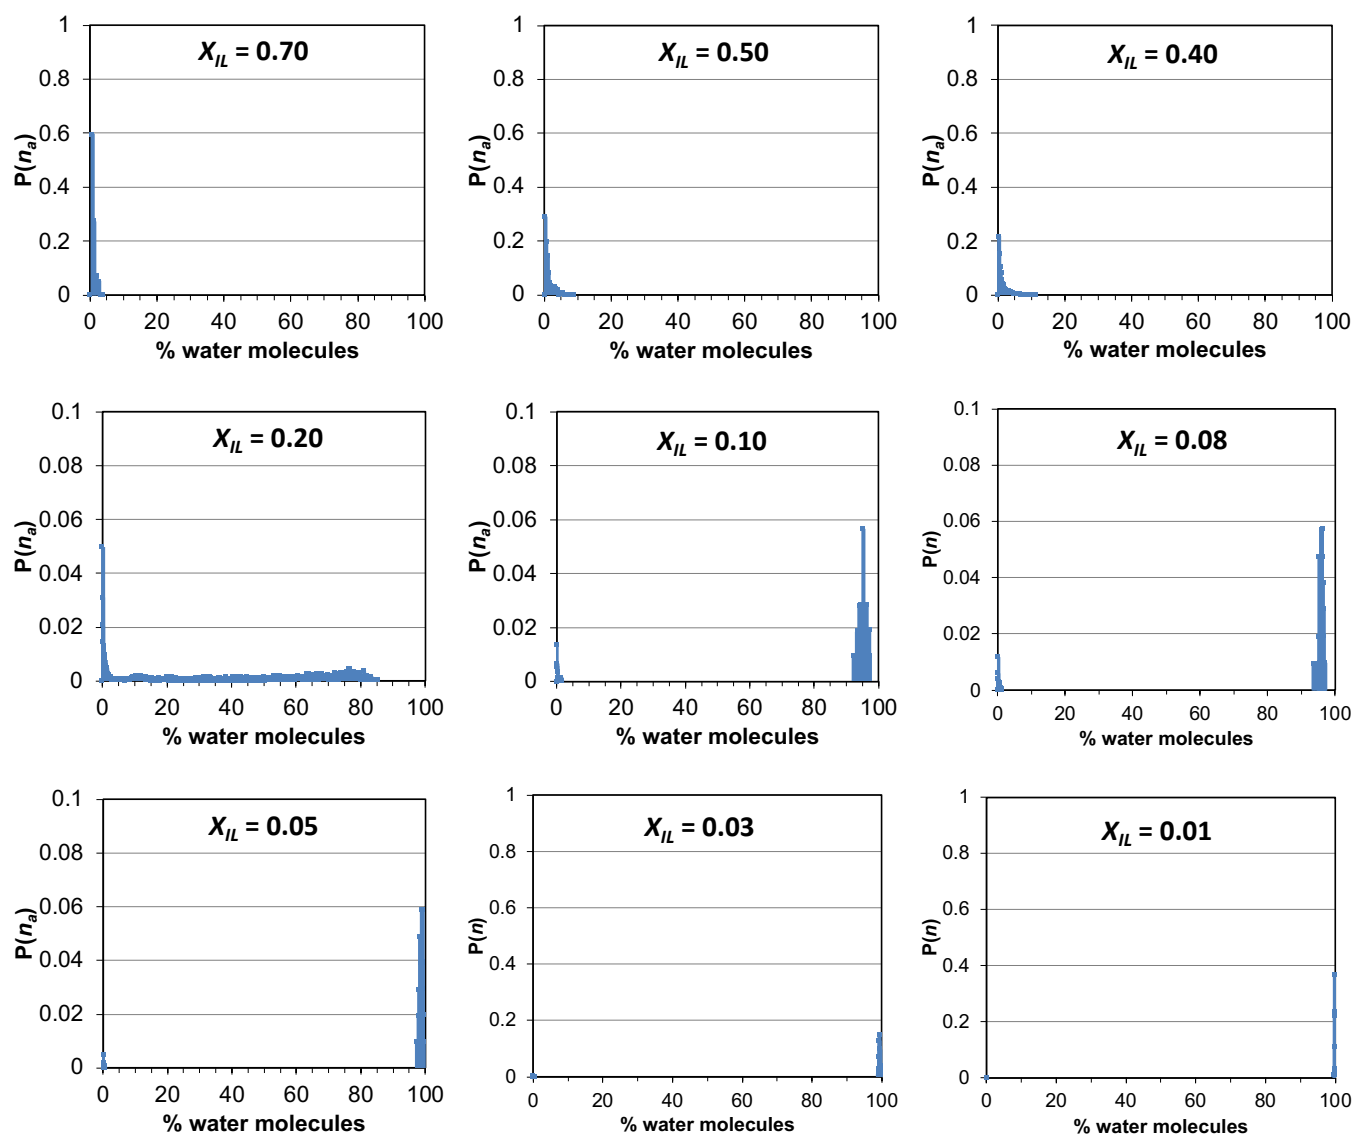 X_IL = 0.70
P(n_a)
1
0.8
0.6
0.4
0.2
0
0 20 40 60 80 100
% water molecules
X_IL = 0.50
P(n_a)
1
0.8
0.6
0.4
0.2
0
0 20 40 60 80 100
% water molecules
X_IL = 0.40
P(n_a)
1
0.8
0.6
0.4
0.2
0
0 20 40 60 80 100
% water molecules
X_IL = 0.20
P(n_a)
0.1
0.08
0.06
0.04
0.02
0
0 20 40 60 80 100
% water molecules
X_IL = 0.10
P(n_a)
0.1
0.08
0.06
0.04
0.02
0
0 20 40 60 80 100
% water molecules
X_IL = 0.08
P(n)
0.1
0.08
0.06
0.04
0.02
0
0 20 40 60 80 100
% water molecules
X_IL = 0.05
P(n_a)
0.1
0.08
0.06
0.04
0.02
0
0 20 40 60 80 100
% water molecules
X_IL = 0.03
P(n)
1
0.8
0.6
0.4
0.2
0
0 20 40 60 80 100
% water molecules
X_IL = 0.01
P(n)
1
0.8
0.6
0.4
0.2
0
0 20 40 60 80 100
% water molecules